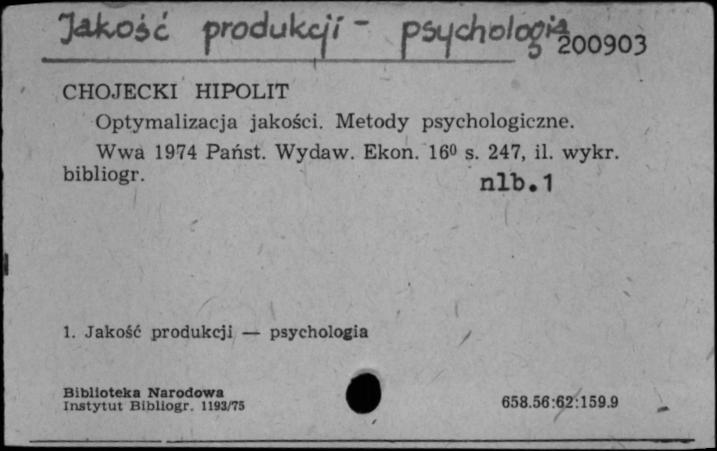 Jakość produkcji - psychologia
200903
CHOJECKI HIPOLIT
Optymalizacja jakości. Metody psychologiczne.
Wwa 1974 Państ. Wydaw. Ekon. 16⁰ s. 247, il. wykr.
bibliogr.
nlb.1
1. Jakość produkcji — psychologia
Biblioteka Narodowa
Instytut Bibliogr. 1193/75
658.56:62:159.9